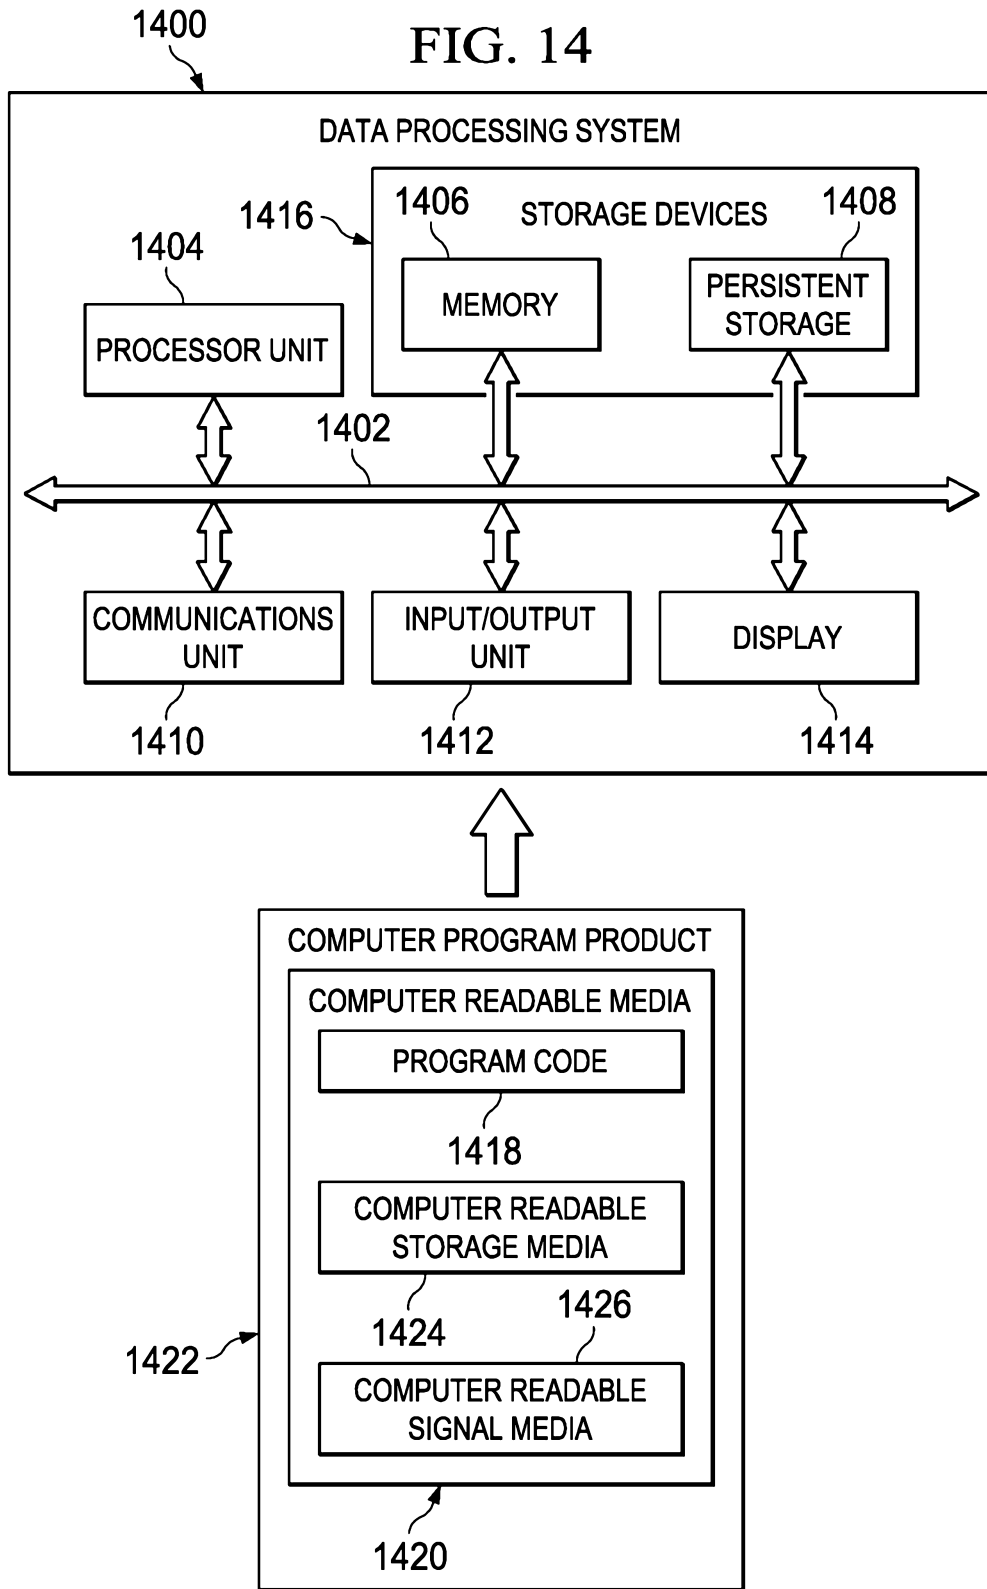 1400
FIG. 14
DATA PROCESSING SYSTEM
1416
1406
STORAGE DEVICES
1408
1404
MEMORY
PERSISTENT
STORAGE
PROCESSOR UNIT
1402
COMMUNICATIONS
UNIT
INPUT/OUTPUT
UNIT
DISPLAY
1410
1412
1414
COMPUTER PROGRAM PRODUCT
COMPUTER READABLE MEDIA
PROGRAM CODE
1418
COMPUTER READABLE
STORAGE MEDIA
1424
1426
1422
COMPUTER READABLE
SIGNAL MEDIA
1420